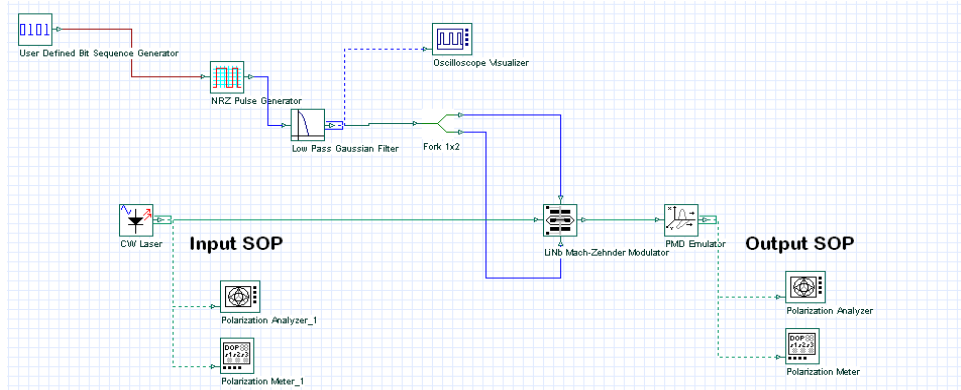 0101
User Defined Bit Sequence Generator
Oscilloscope Visualizer
NRZ Pulse Generator
Low Pass Gaussian Filter
Fork 1x2
CW Laser
Input SOP
LiNb Mach-Zehnder Modulator
PMD Emulator
Output SOP
Polarization Analyzer_1
Polarization Analyzer
DOP
s1s2s3
Polarization Meter_1
DOP
s1s2s3
Polarization Meter